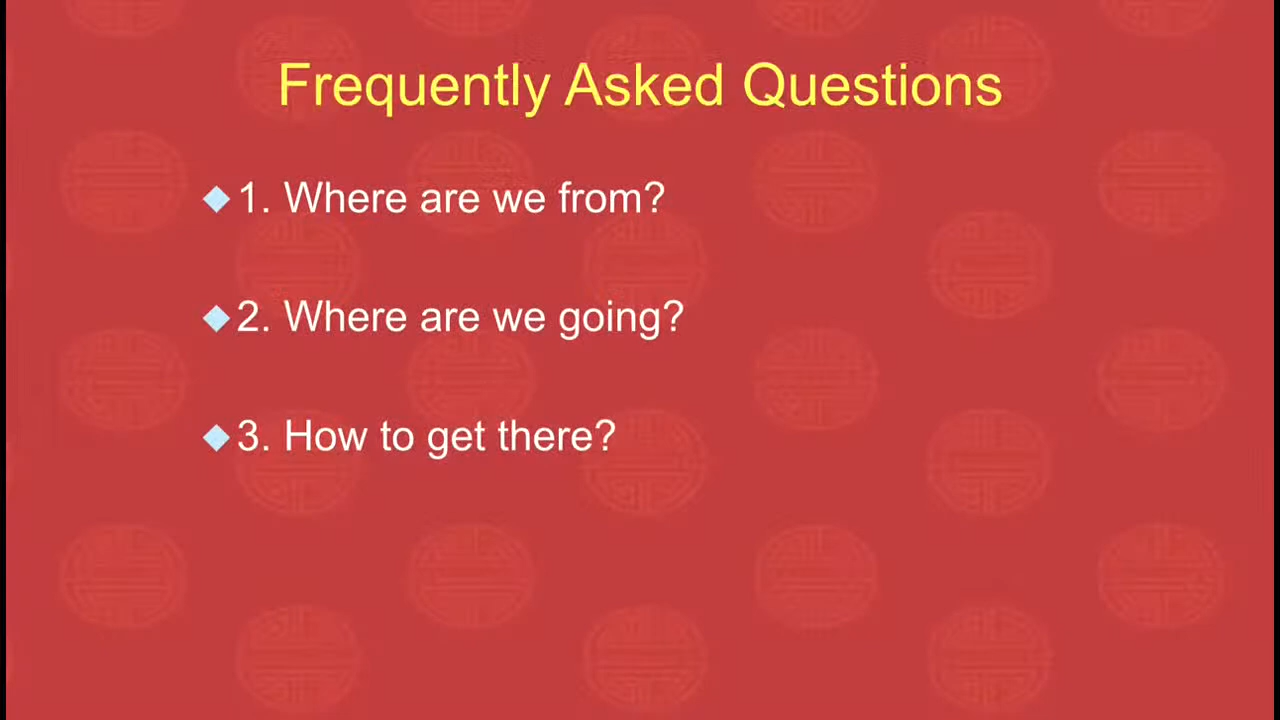 Frequently Asked Questions
1. Where are we from?
2. Where are we going?
3. How to get there?